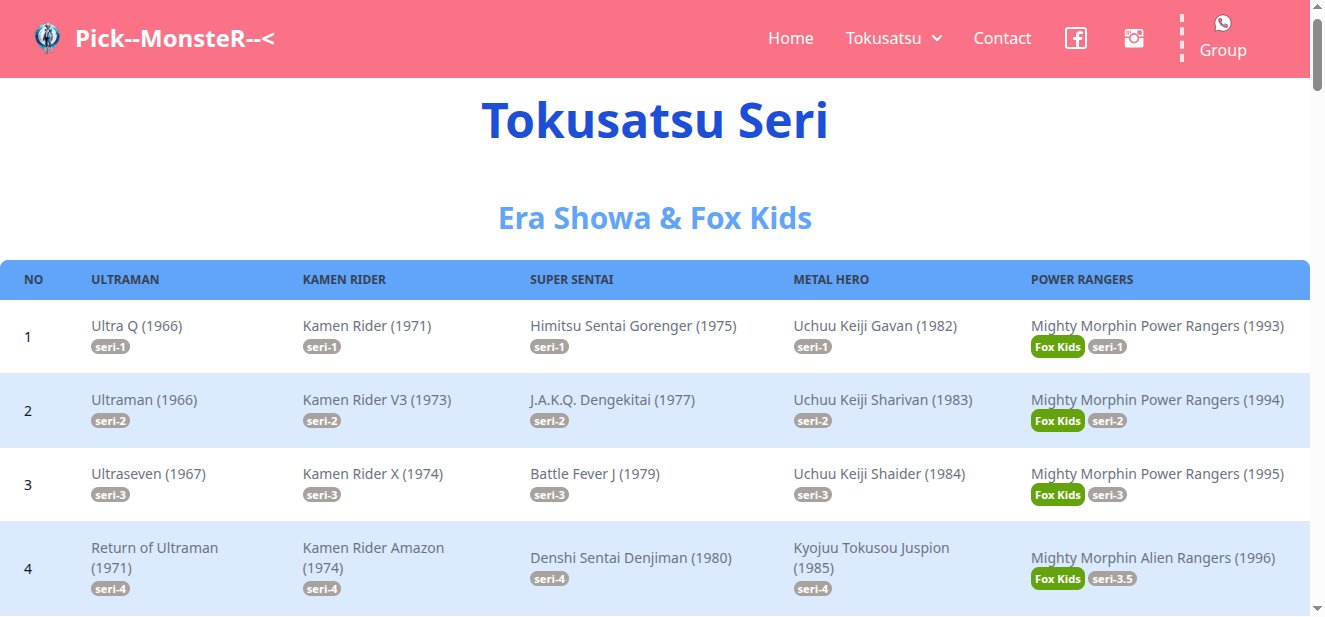 Pick--MonsteR--<
Home
Tokusatsu
Contact
Group
Tokusatsu Seri
Era Showa & Fox Kids
NO ULTRAMAN KAMEN RIDER SUPER SENTAI METAL HERO POWER RANGERS
1
Ultra Q (1966)
seri-1
Kamen Rider (1971)
seri-1
Himitsu Sentai Gorenger (1975)
seri-1
Uchuu Keiji Gavan (1982)
seri-1
Mighty Morphin Power Rangers (1993)
Fox Kids seri-1
2
Ultraman (1966)
seri-2
Kamen Rider V3 (1973)
seri-2
J.A.K.Q. Dengekitai (1977)
seri-2
Uchuu Keiji Sharivan (1983)
seri-2
Mighty Morphin Power Rangers (1994)
Fox Kids seri-2
3
Ultraseven (1967)
seri-3
Kamen Rider X (1974)
seri-3
Battle Fever J (1979)
seri-3
Uchuu Keiji Shaider (1984)
seri-3
Mighty Morphin Power Rangers (1995)
Fox Kids seri-3
4
Return of Ultraman
(1971)
seri-4
Kamen Rider Amazon
(1974)
seri-4
Denshi Sentai Denjiman (1980)
seri-4
Kyojuu Tokusou Juspion
(1985)
seri-4
Mighty Morphin Alien Rangers (1996)
Fox Kids seri-3.5